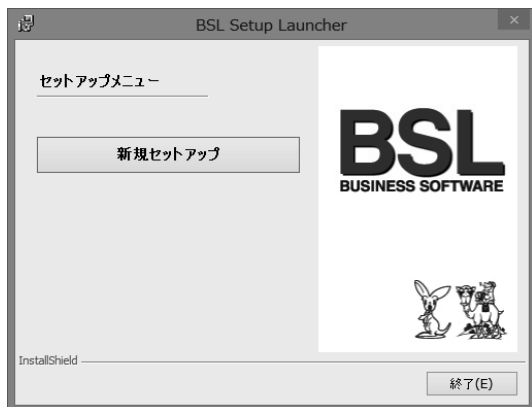 BSL Setup Launcher
セットアップメニュー
新規セットアップ
BSL
BUSINESS SOFTWARE
InstallShield
終了(E)